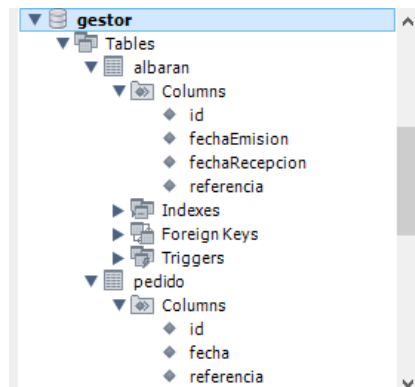 gestor
Tables
albaran
Columns
id
fechaEmision
fechaRecepcion
referencia
Indexes
Foreign Keys
Triggers
pedido
Columns
id
fecha
referencia